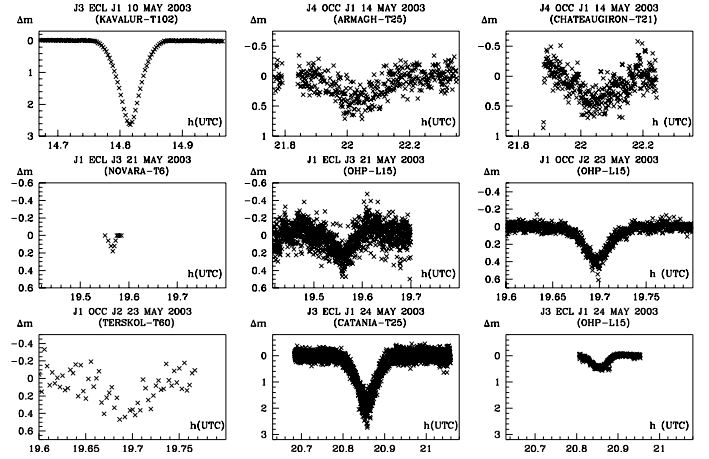 J3 ECL J1 10 MAY 2003
(KAVALUR-T102)
Δm
0
1
2
3
h(UTC)
14.7 14.8 14.9
J4 OCC J1 14 MAY 2003
(ARMAGH-T25)
Δm
-0.5
0
0.5
1
h(UTC)
21.8 22 22.2
J4 OCC J1 14 MAY 2003
(CHATEAUGIRON-T21)
Δm
-0.5
0
0.5
1
h(UTC)
21.8 22 22.2
J1 ECL J3 21 MAY 2003
(NOVARA-T6)
Δm
-0.6
-0.4
-0.2
0
0.2
0.4
0.6
h(UTC)
19.5 19.6 19.7
J1 ECL J3 21 MAY 2003
(OHP-L15)
Δm
-0.6
-0.4
-0.2
0
0.2
0.4
0.6
h(UTC)
19.5 19.6 19.7
J1 OCC J2 23 MAY 2003
(OHP-L15)
Δm
-0.4
-0.2
0
0.2
0.4
0.6
h(UTC)
19.6 19.65 19.7 19.75 19.80
J1 OCC J2 23 MAY 2003
(TERSKOL-T60)
Δm
-0.4
-0.2
0
0.2
0.4
0.6
h(UTC)
19.6 19.65 19.70 19.75
J3 ECL J1 24 MAY 2003
(CATANIA-T25)
Δm
0
1
2
3
h (UTC)
20.7 20.8 20.9 21
J3 ECL J1 24 MAY 2003
(OHP-L15)
Δm
0
1
2
3
h (UTC)
20.7 20.8 20.9 21 21.1